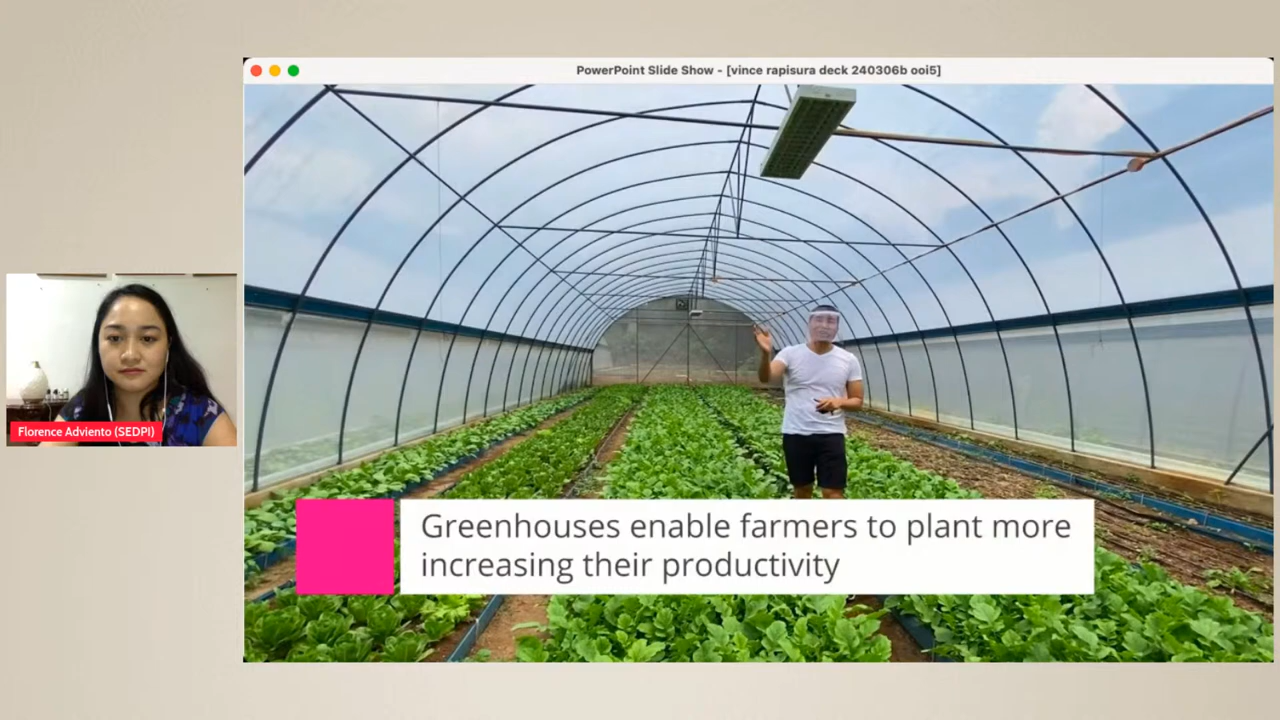 PowerPoint Slide Show - [vince rapisura deck 240306b ooi5]
Florence Adviento (SEDPI)
Greenhouses enable farmers to plant more
increasing their productivity